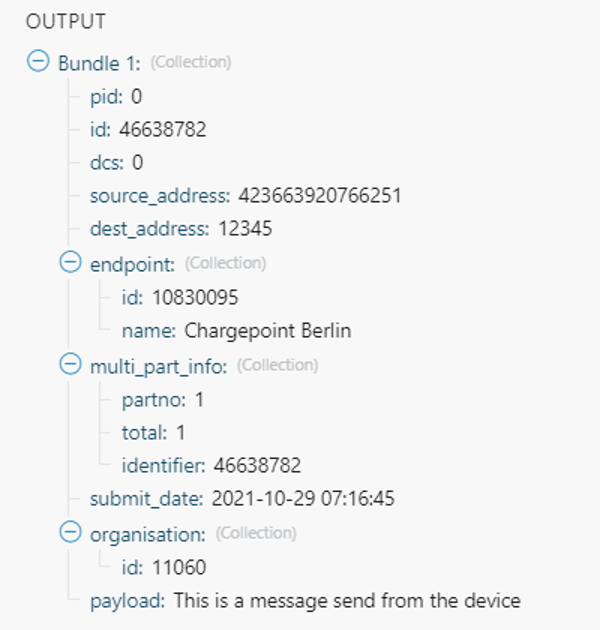 OUTPUT
Bundle 1: (Collection)
pid: 0
id: 46638782
dcs: 0
source_address: 423663920766251
dest_address: 12345
endpoint: (Collection)
id: 10830095
name: Chargepoint Berlin
multi_part_info: (Collection)
partno: 1
total: 1
identifier: 46638782
submit_date: 2021-10-29 07:16:45
organisation: (Collection)
id: 11060
payload: This is a message send from the device